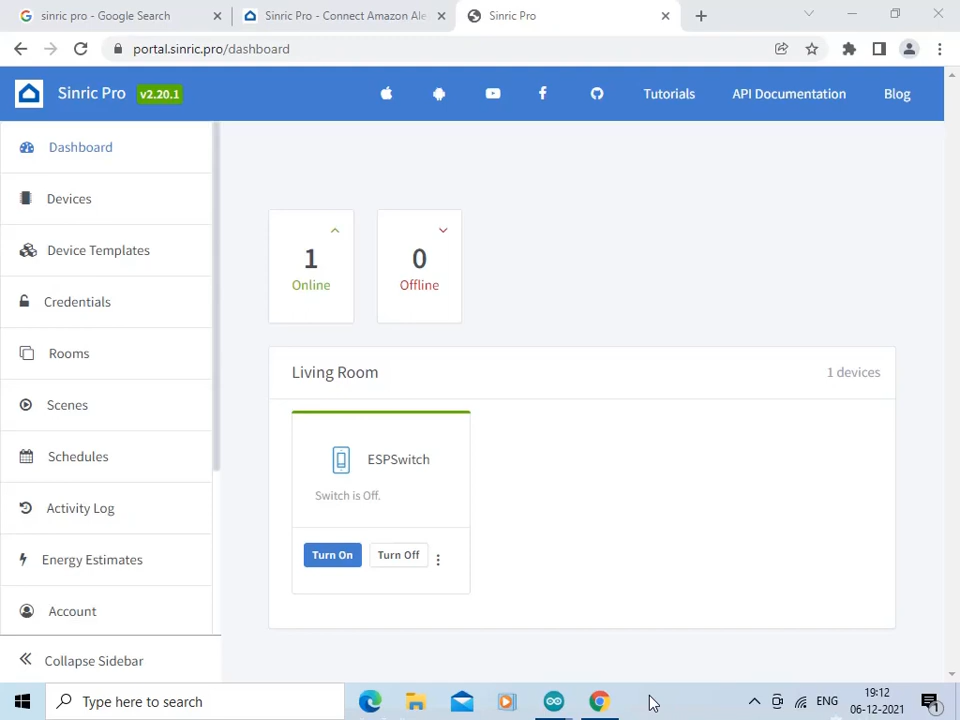 sinric pro - Google Search
Sinric Pro - Connect Amazon Ale
Sinric Pro
portal.sinric.pro/dashboard
Sinric Pro v2.20.1
Tutorials
API Documentation
Blog
Dashboard
Devices
Device Templates
Credentials
Rooms
Scenes
Schedules
Activity Log
Energy Estimates
Account
Collapse Sidebar
1
Online
0
Offline
Living Room
1 devices
ESPSwitch
Switch is Off.
Turn On
Turn Off
Type here to search
ENG
19:12
06-12-2021
1